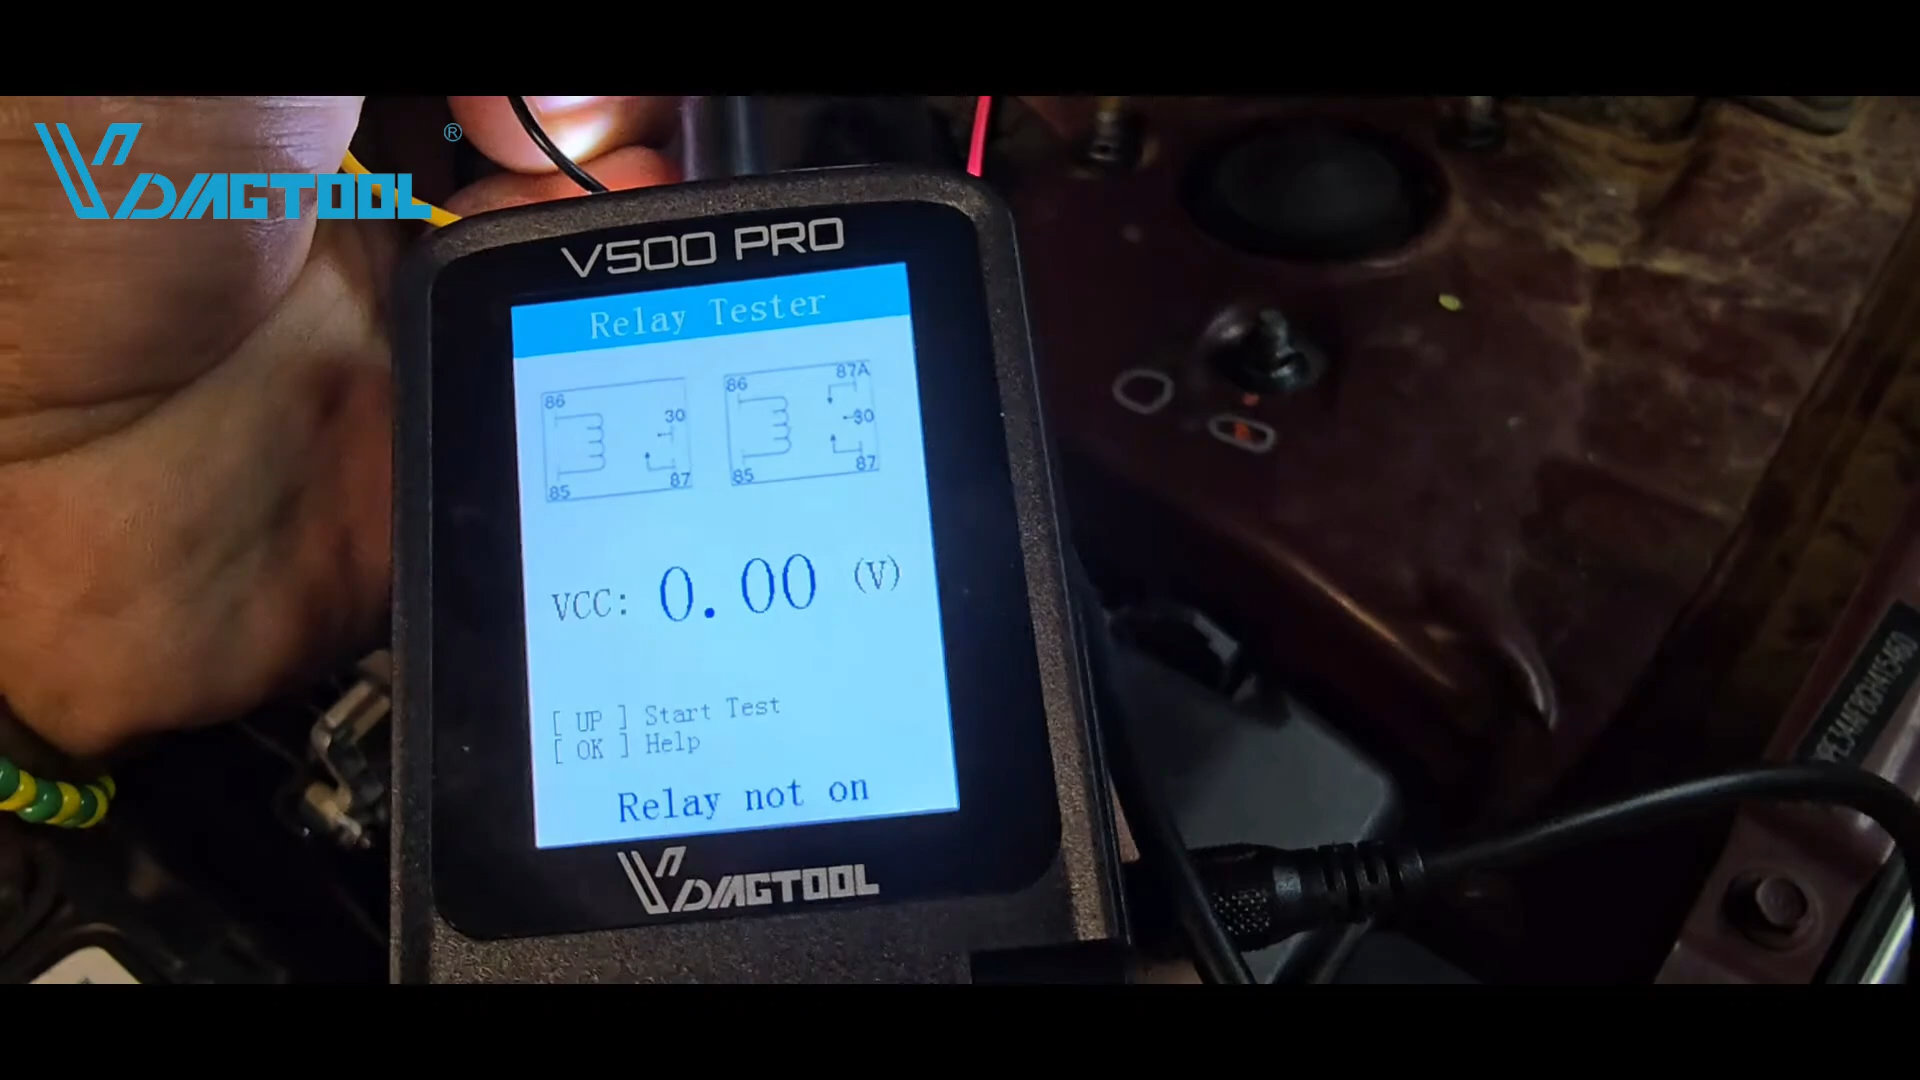 VDIAGTOOL®
V500 PRO
Relay Tester
86
30
85
87
86
87A
30
85
87
VCC: 0.00 (V)
[ UP ] Start Test
[ OK ] Help
Relay not on
VDIAGTOOL